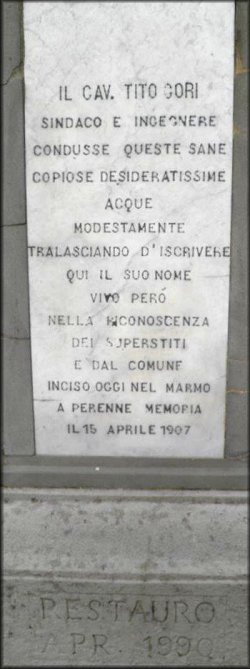 IL CAV. TITO GORI
SINDACO E INGEGNERE
CONDUSSE QUESTE SANE
COPIOSE DESIDERATISSIME
ACQUE
MODESTAMENTE
TRALASCIANDO D'ISCRIVERE
QUI IL SUO NOME
VIVO PERÓ
NELLA RICONOSCENZA
DEI SUPERSTITI
E DAL COMUNE
INCISO OGGI NEL MARMO
A PERENNE MEMORIA
IL 15 APRILE 1907
RESTAURO
APR. 1990